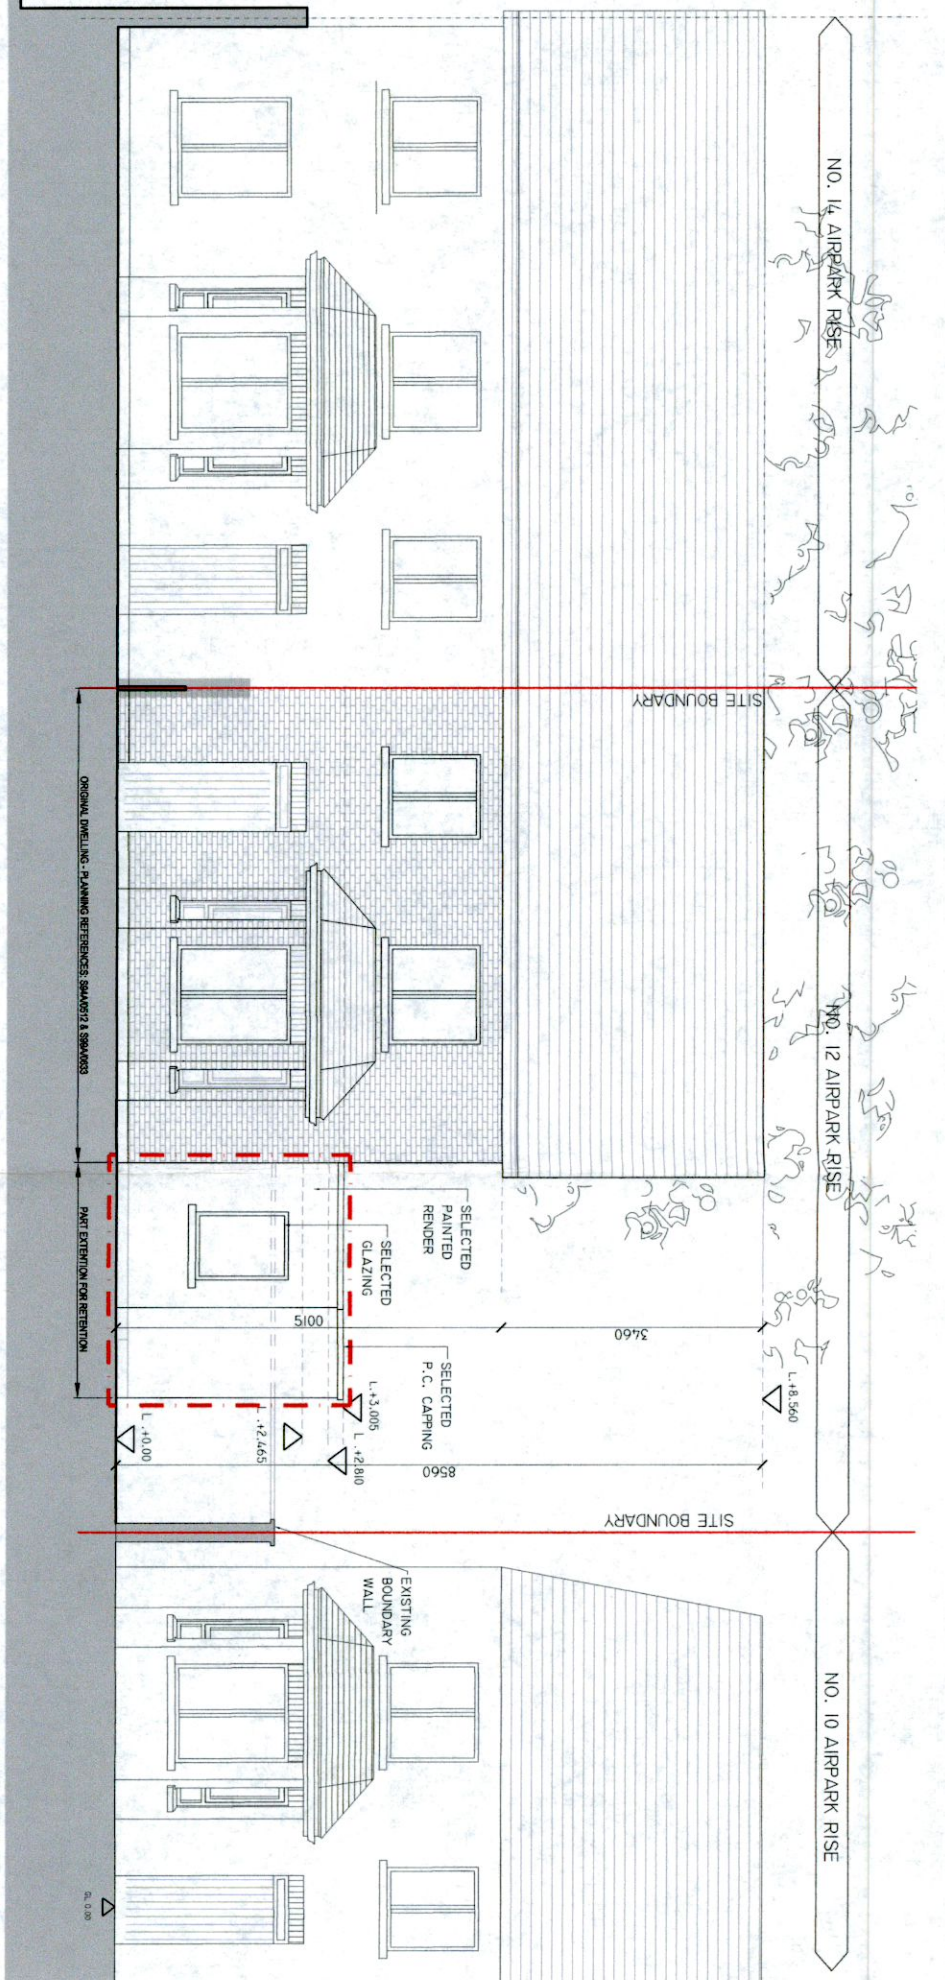 NO. 14 AIRPARK RISE
NO. 12 AIRPARK RISE
NO. 10 AIRPARK RISE
SITE BOUNDARY
SITE BOUNDARY
L.+8.560
3460
5100
8560
SELECTED
PAINTED
RENDER
SELECTED
GLAZING
SELECTED
P.C. CAPPING
L.+3.005
L .+2.810
L .+2.465
L .+0.00
EXISTING
BOUNDARY
WALL
GL 0.00
ORIGINAL DWELLING - PLANNING REFERENCES: S94A/0512 & S99A/0633
PART EXTENTION FOR RETENTION